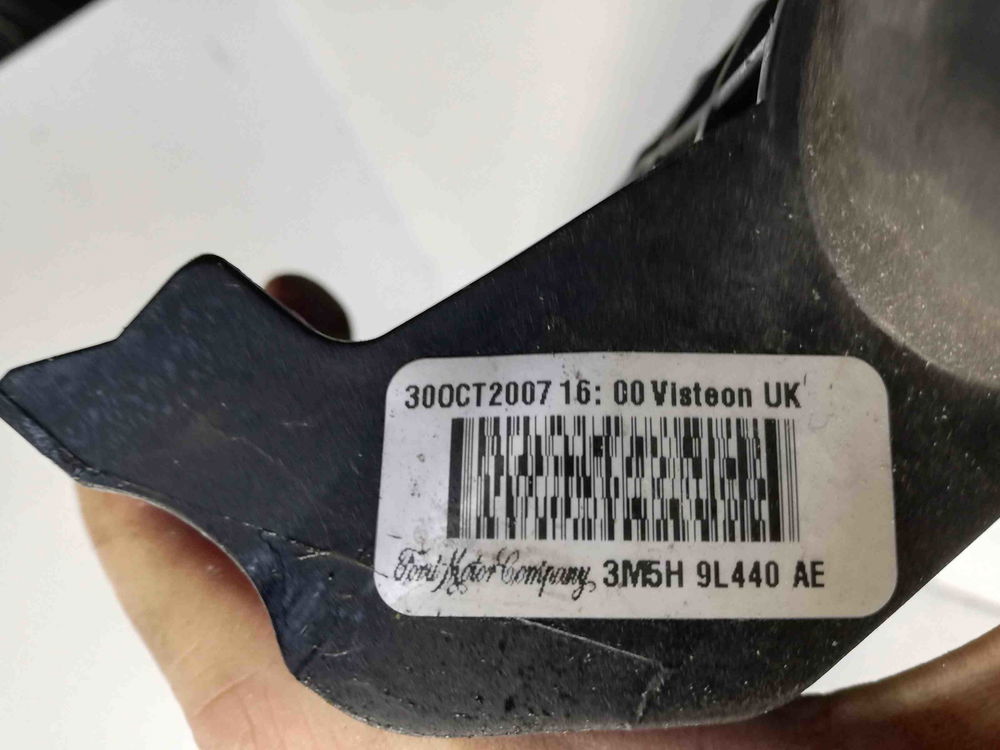 30OCT2007 16: 00 Visteon UK
Ford Motor Company, 3M5H 9L440 AE